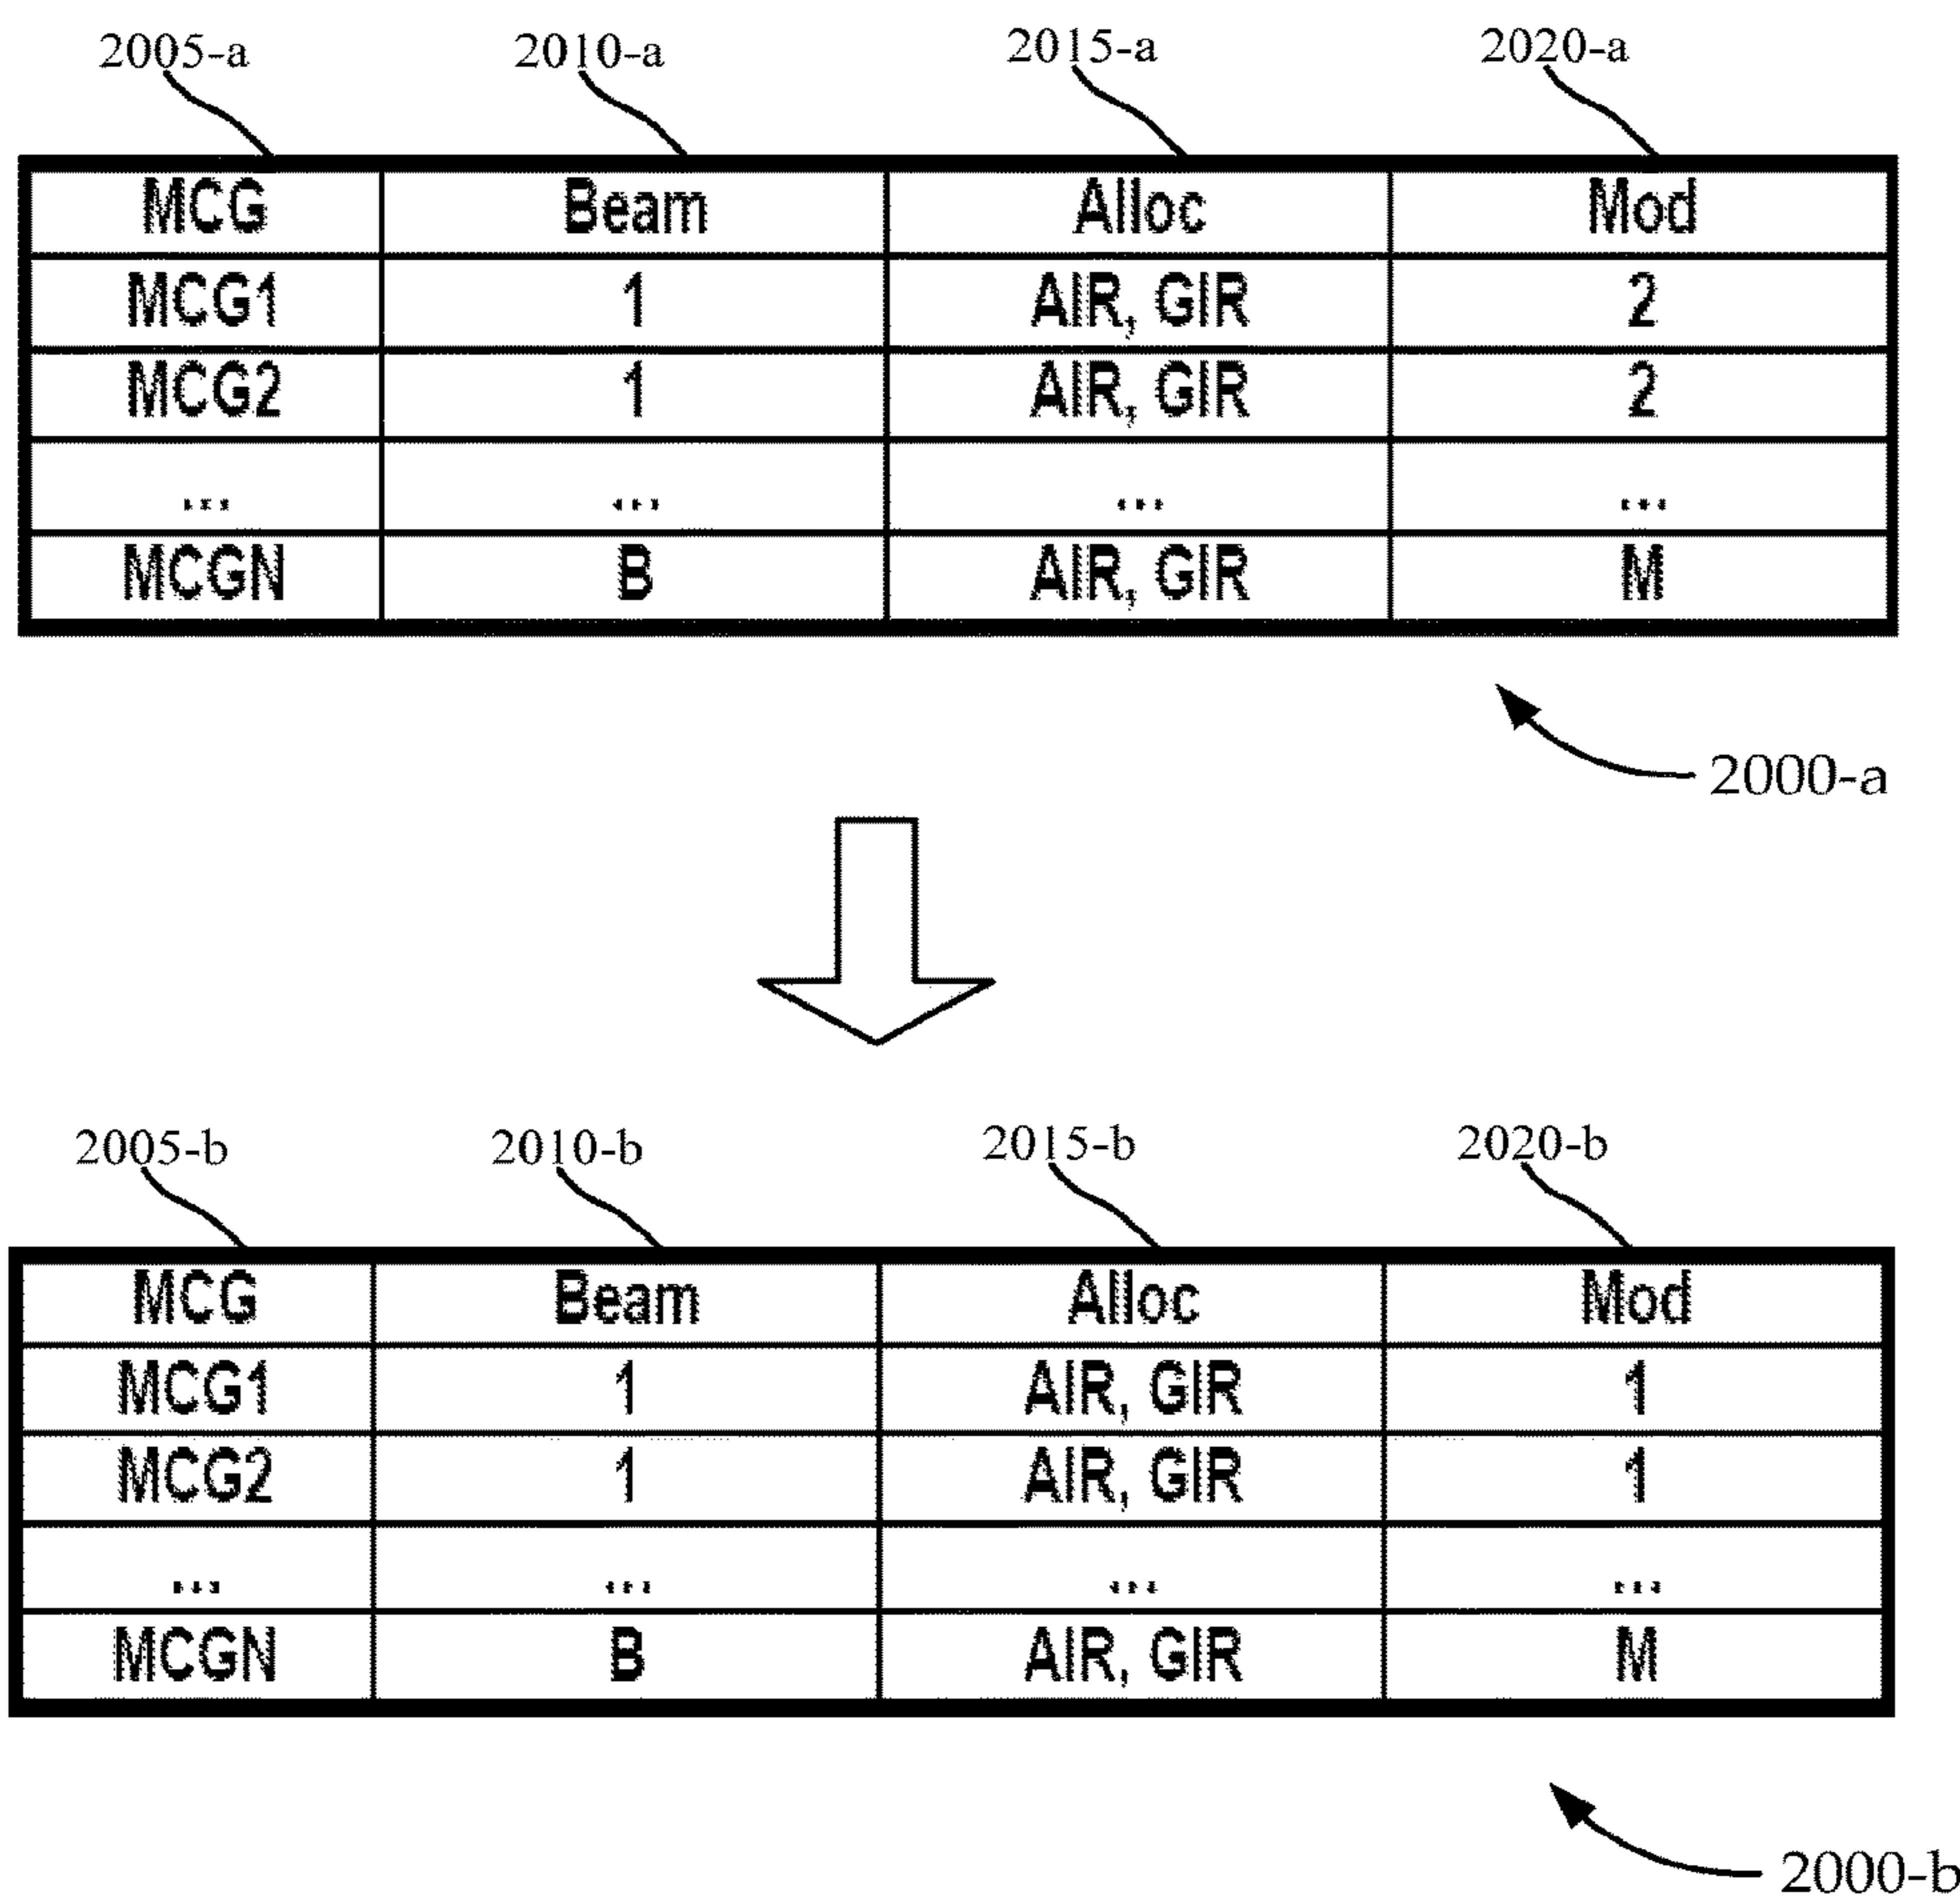 2005-a 2010-a 2015-a 2020-a
MCG Beam Alloc Mod
MCG1 1 AIR, GIR 2
MCG2 1 AIR, GIR 2
... ... ... ...
MCGN B AIR, GIR M
2000-a
2005-b 2010-b 2015-b 2020-b
MCG Beam Alloc Mod
MCG1 1 AIR, GIR 1
MCG2 1 AIR, GIR 1
... ... ... ...
MCGN B AIR, GIR M
2000-b